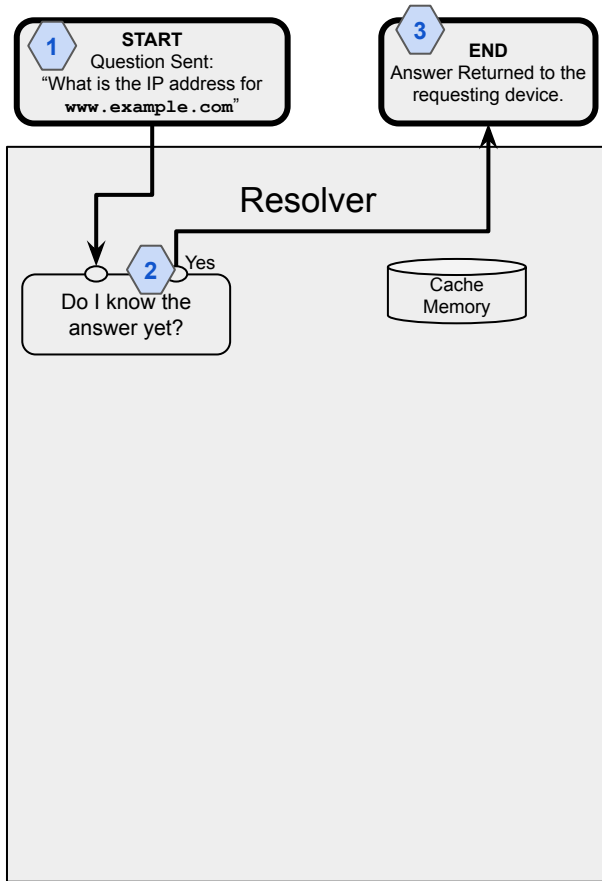 1
START
Question Sent:
“What is the IP address for
www.example.com”
3
END
Answer Returned to the
requesting device.
Resolver
2
Yes
Do I know the
answer yet?
Cache
Memory